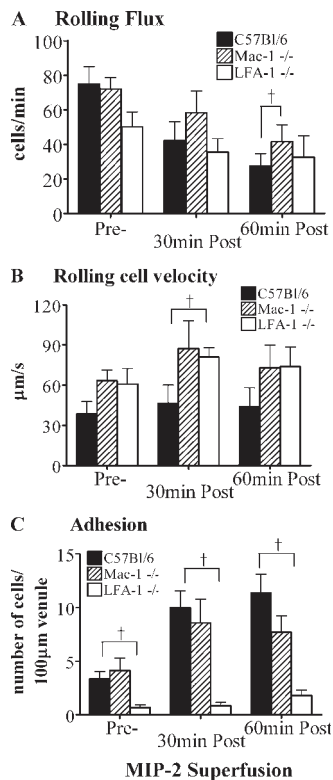 A Rolling Flux
C57Bl/6
Mac-1 -/-
LFA-1 -/-
cells/min
100
80
60
40
20
0
†
Pre-
30min Post
60min Post
B Rolling cell velocity
C57Bl/6
Mac-1 -/-
LFA-1 -/-
µm/s
120
90
60
30
0
†
Pre-
30min Post
60min Post
C Adhesion
C57Bl/6
Mac-1 -/-
LFA-1 -/-
number of cells/
100µm venule
15
10
5
0
†
†
†
Pre-
30min Post
60min Post
MIP-2 Superfusion